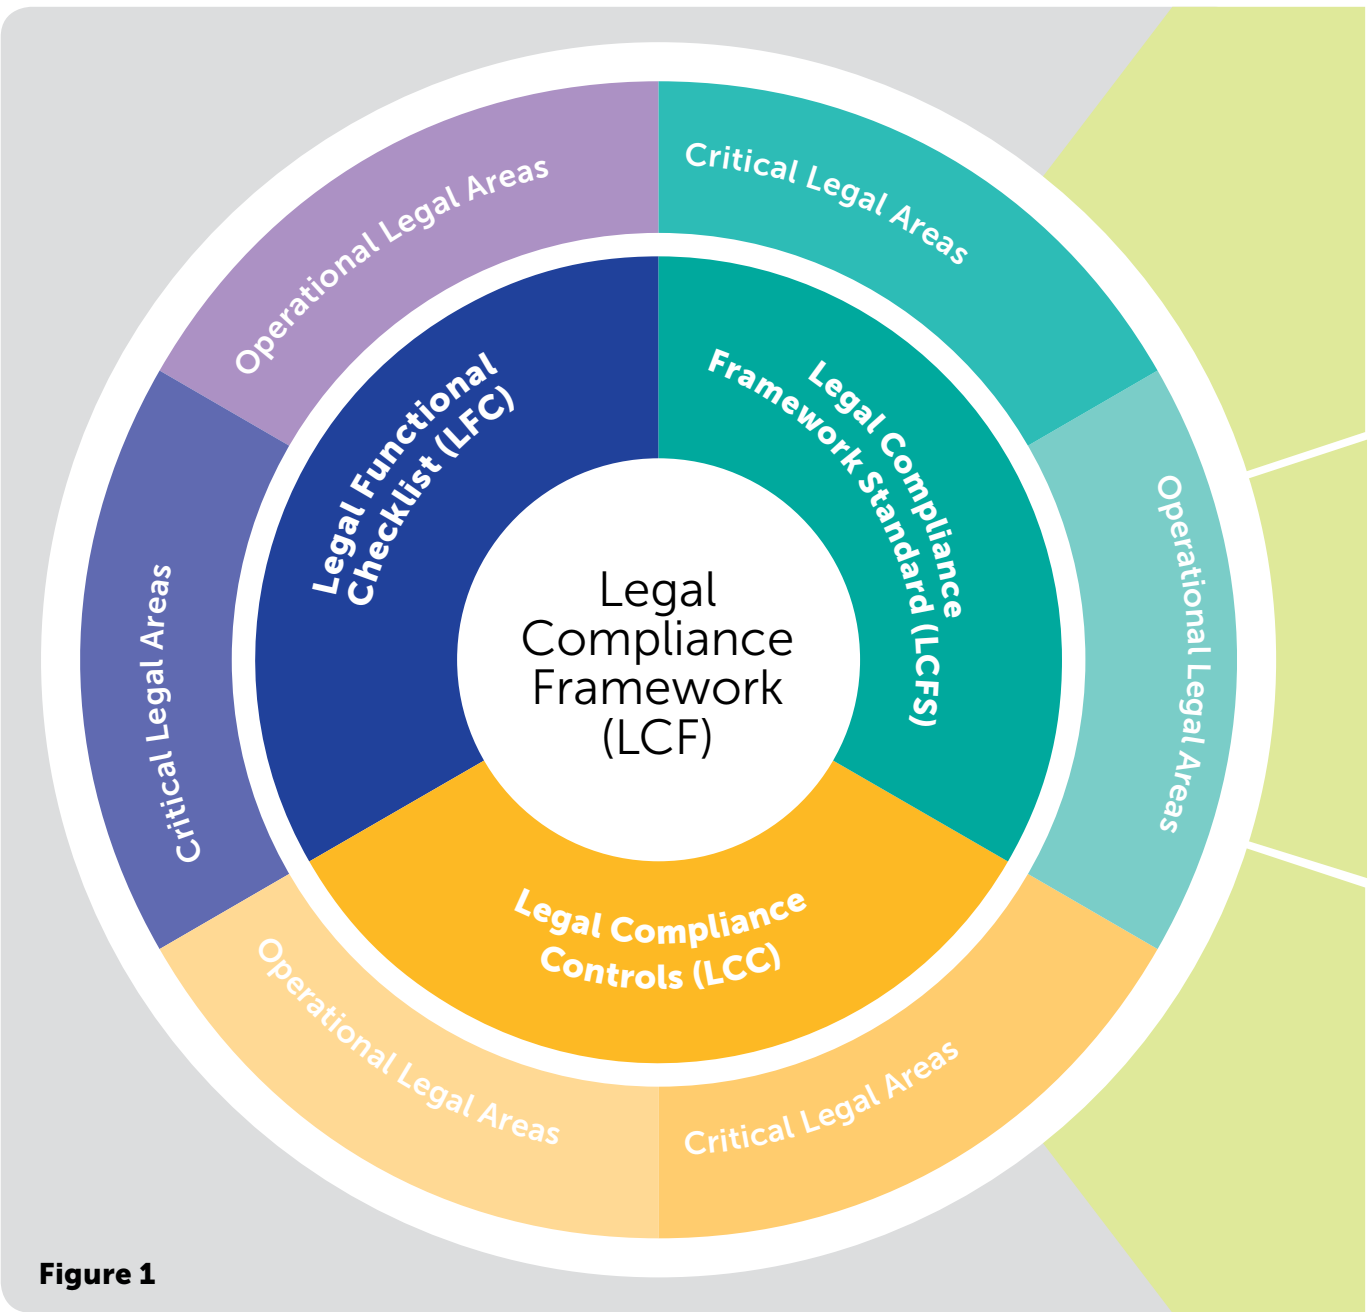 Operational Legal Areas
Critical Legal Areas
Legal Functional
Checklist (LFC)
Legal Compliance
Framework Standard (LCFS)
Operational Legal Areas
Critical Legal Areas
Legal
Compliance
Framework
(LCF)
Legal Compliance
Controls (LCC)
Operational Legal Areas
Critical Legal Areas
Figure 1